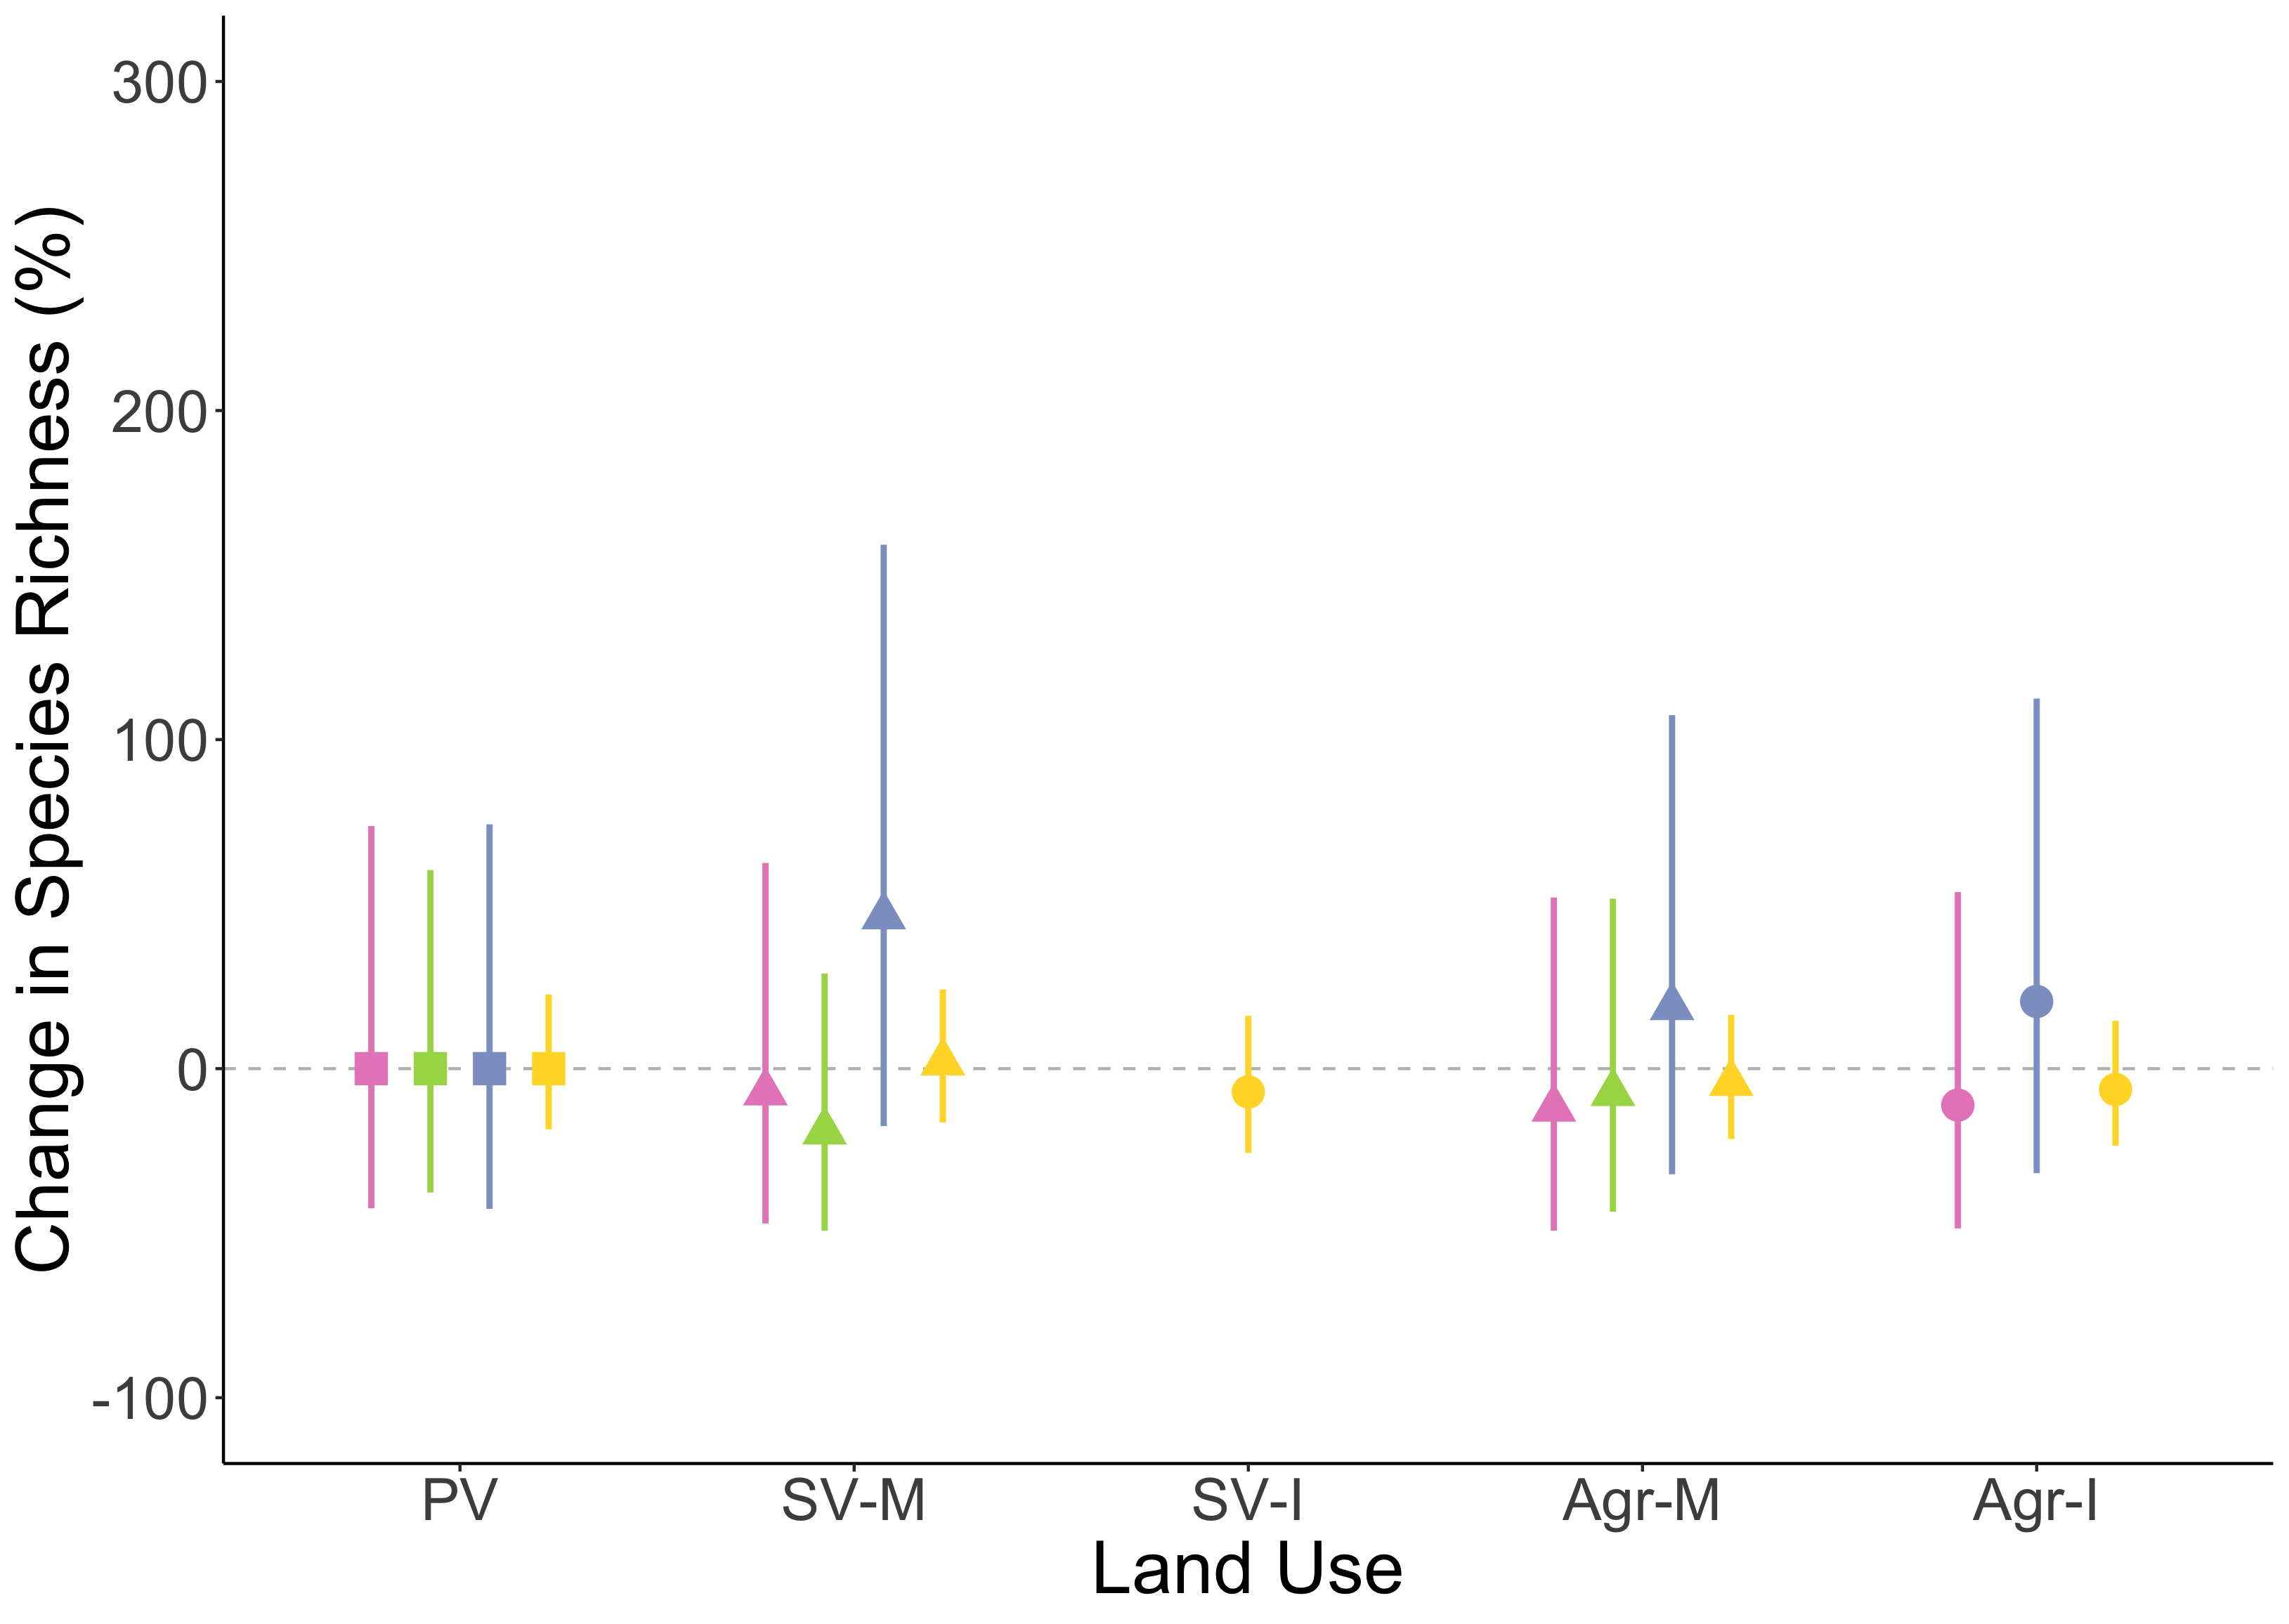 Change in Species Richness (%)
300
200
100
0
-100
PV SV-M SV-I Agr-M Agr-I
Land Use